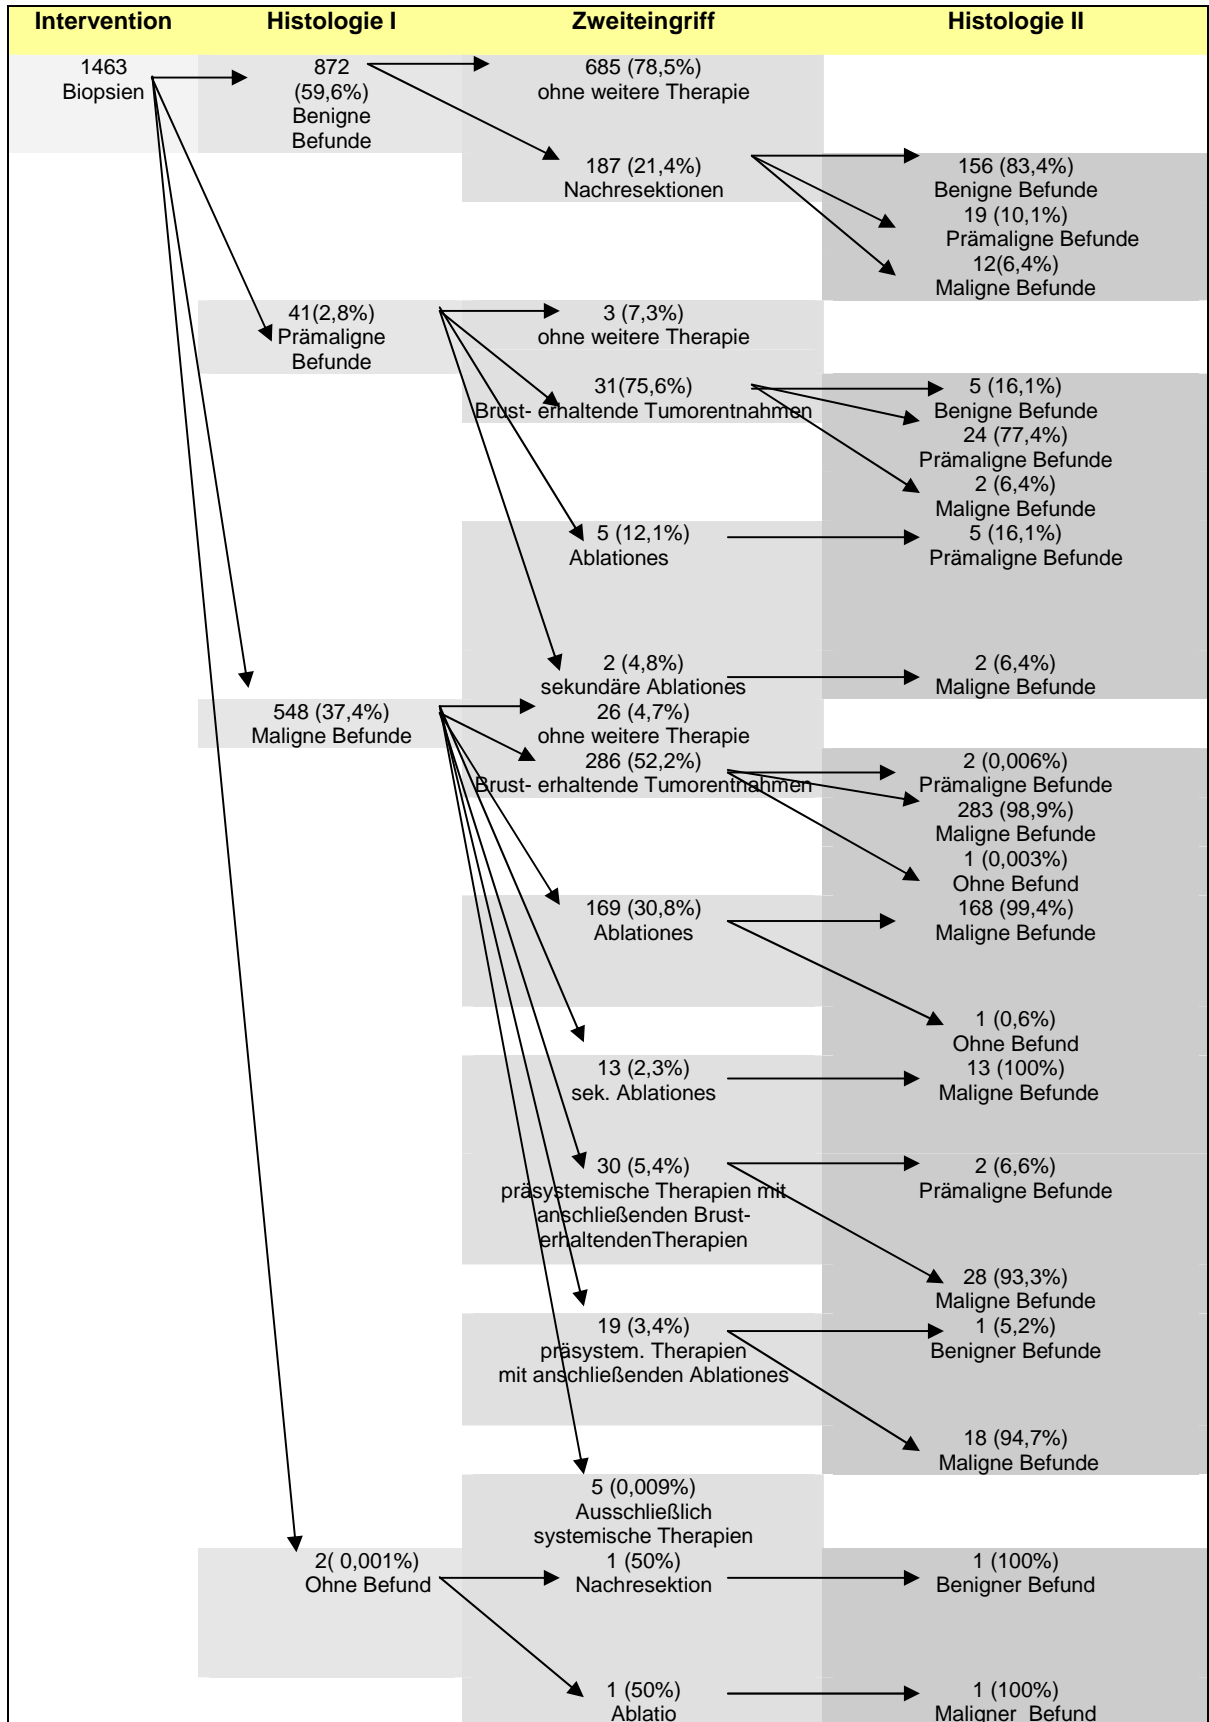 Intervention Histologie I Zweiteingriff Histologie II
1463
Biopsien
872
(59,6%)
Benigne
Befunde
685 (78,5%)
ohne weitere Therapie
187 (21,4%)
Nachresektionen
156 (83,4%)
Benigne Befunde
19 (10,1%)
Prämaligne Befunde
12(6,4%)
Maligne Befunde
41(2,8%)
Prämaligne
Befunde
3 (7,3%)
ohne weitere Therapie
31(75,6%)
Brust- erhaltende Tumorentnahmen
5 (16,1%)
Benigne Befunde
24 (77,4%)
Prämaligne Befunde
2 (6,4%)
Maligne Befunde
5 (12,1%)
Ablationes
5 (16,1%)
Prämaligne Befunde
2 (4,8%)
sekundäre Ablationes
2 (6,4%)
Maligne Befunde
548 (37,4%)
Maligne Befunde
26 (4,7%)
ohne weitere Therapie
286 (52,2%)
Brust- erhaltende Tumorentnahmen
2 (0,006%)
Prämaligne Befunde
283 (98,9%)
Maligne Befunde
1 (0,003%)
Ohne Befund
169 (30,8%)
Ablationes
168 (99,4%)
Maligne Befunde
1 (0,6%)
Ohne Befund
13 (2,3%)
sek. Ablationes
13 (100%)
Maligne Befunde
30 (5,4%)
präsystemische Therapien mit
anschließenden Brust-
erhaltendenTherapien
2 (6,6%)
Prämaligne Befunde
28 (93,3%)
Maligne Befunde
19 (3,4%)
präsystem. Therapien
mit anschließenden Ablationes
1 (5,2%)
Benigner Befunde
18 (94,7%)
Maligne Befunde
5 (0,009%)
Ausschließlich
systemische Therapien
2( 0,001%)
Ohne Befund
1 (50%)
Nachresektion
1 (100%)
Benigner Befund
1 (50%)
Ablatio
1 (100%)
Maligner Befund